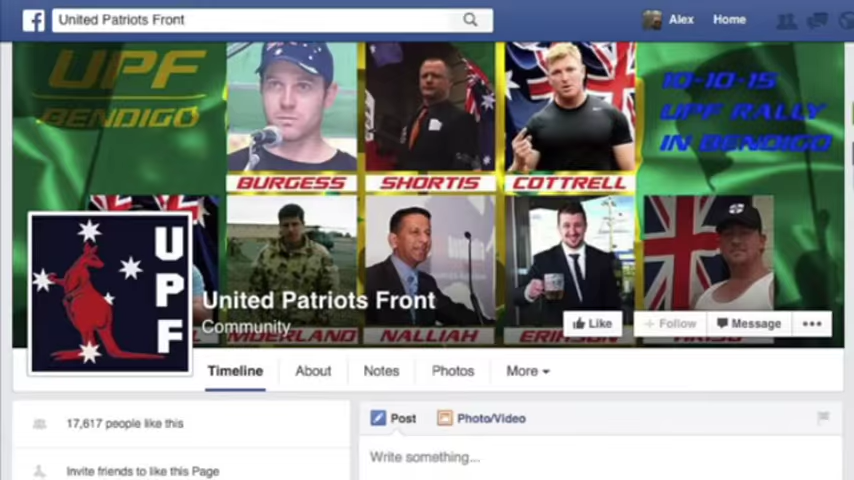 United Patriots Front
Alex
Home
UPF
BENDIGO
10-10-15
UPF RALLY
IN BENDIGO
BURGESS
SHORTIS
COTTRELL
UPF
United Patriots Front
Community
MOERLAND
NALLIAH
Like
+ Follow
Message
Timeline
About
Notes
Photos
More
17,617 people like this
Post
Photo/Video
Write something...
Invite friends to like this Page